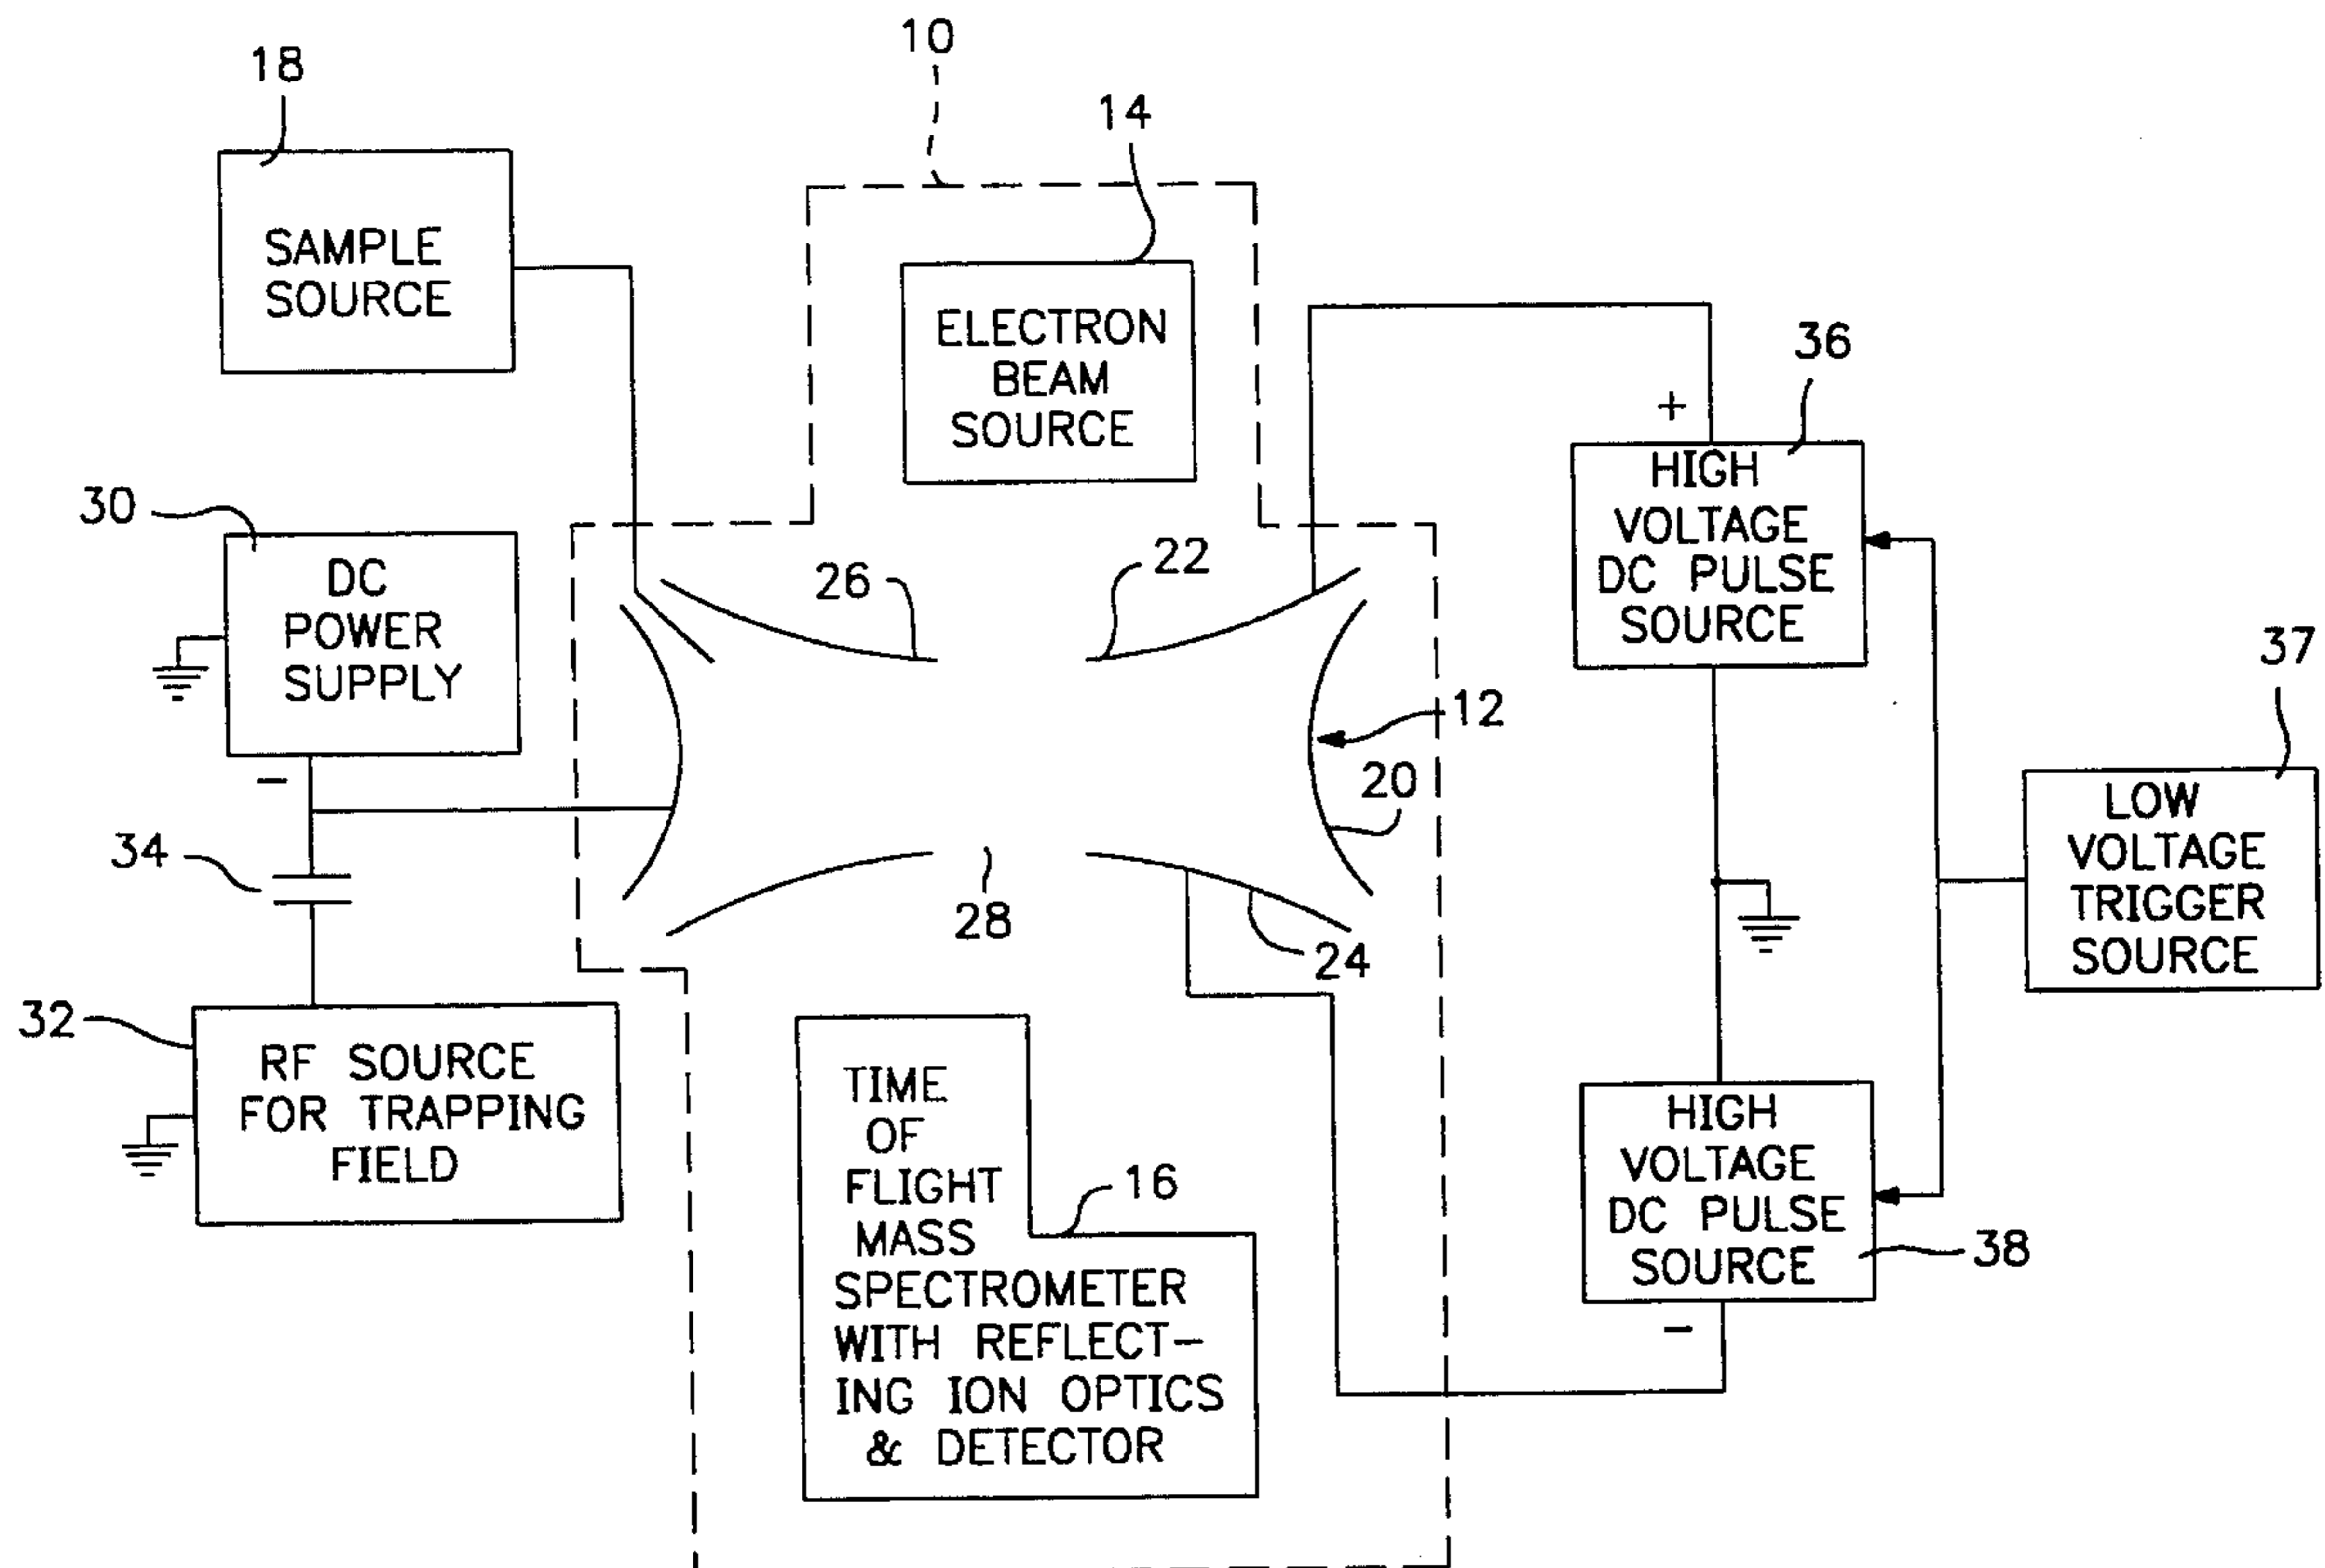 10
18
14
SAMPLE
SOURCE
ELECTRON
BEAM
SOURCE
36
+
HIGH
VOLTAGE
DC PULSE
SOURCE
30
DC
POWER
SUPPLY
-
26
22
12
20
37
LOW
VOLTAGE
TRIGGER
SOURCE
34
28
24
32
RF SOURCE
FOR TRAPPING
FIELD
TIME
OF
FLIGHT
MASS
SPECTROMETER
WITH REFLECT-
ING ION OPTICS
& DETECTOR
16
HIGH
VOLTAGE
DC PULSE
SOURCE
38
-